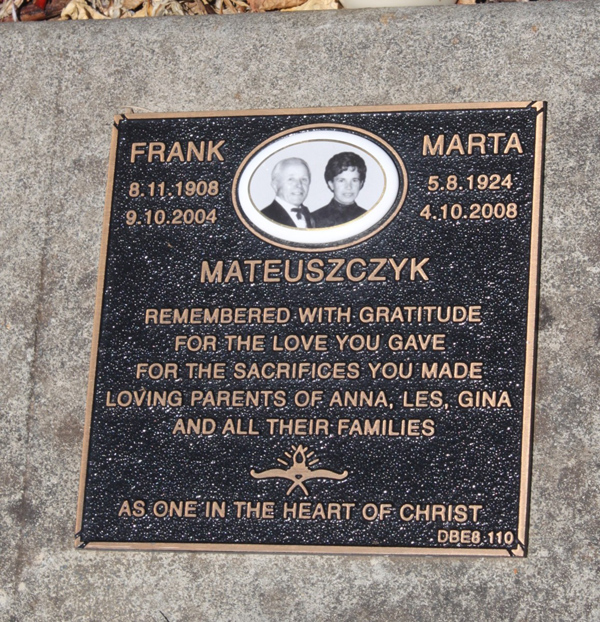 FRANK
8.11.1908
9.10.2004
MARTA
5.8.1924
4.10.2008
MATEUSZCZYK
REMEMBERED WITH GRATITUDE
FOR THE LOVE YOU GAVE
FOR THE SACRIFICES YOU MADE
LOVING PARENTS OF ANNA, LES, GINA
AND ALL THEIR FAMILIES
AS ONE IN THE HEART OF CHRIST
DBE8.110